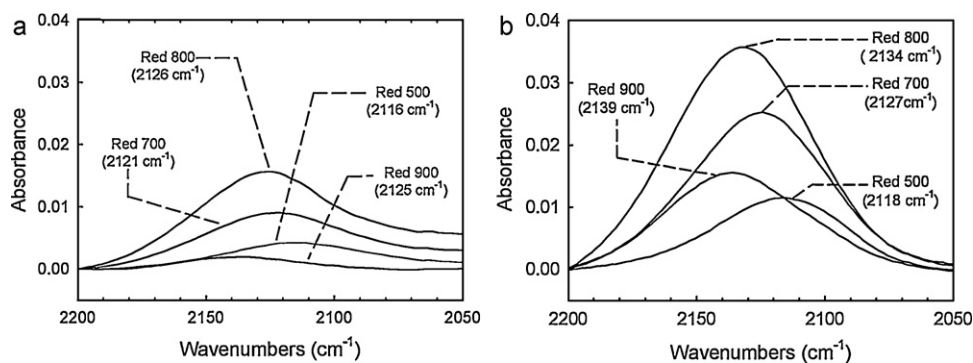 a
0.04
0.03
0.02
0.01
0.00
Absorbance
Red 800
(2126 cm-1)
Red 500
(2116 cm-1)
Red 700
(2121 cm-1)
Red 900
(2125 cm-1)
2200
2150
2100
2050
Wavenumbers (cm-1)
b
0.04
0.03
0.02
0.01
0.00
Absorbance
Red 800
( 2134 cm-1)
Red 900
(2139 cm-1)
Red 700
(2127cm-1)
Red 500
(2118 cm-1)
2200
2150
2100
2050
Wavenumbers (cm-1)